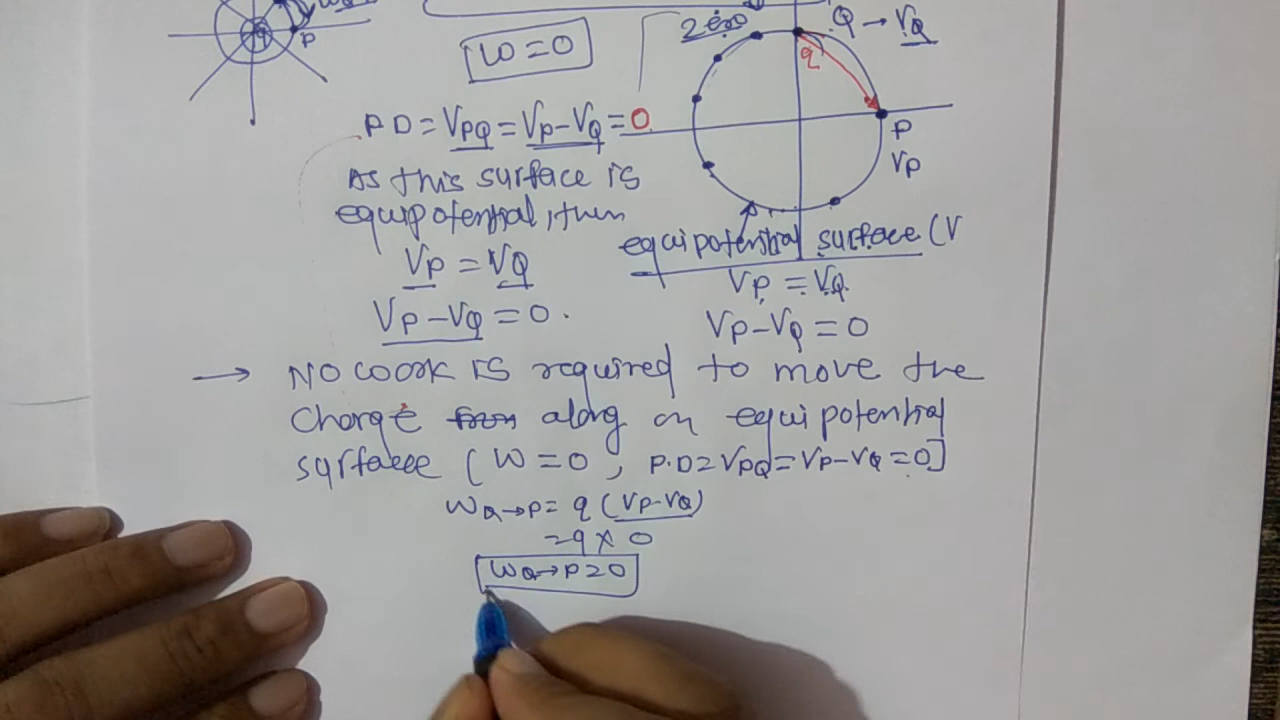 P
W=0
zero
Q → VQ
q
PD = VPQ = VP-VQ = 0
P
VP
As this surface is
equipotential, then
VP = VQ
VP-VQ = 0.
equipotential surface (V
VP = VQ.
VP-VQ = 0
→ No work is required to move the
charge from along an equipotential
surface (W=0, P.D=VPQ=VP-VQ=0]
WQ→P= q (VP-VQ)
=q X 0
WQ→P=0